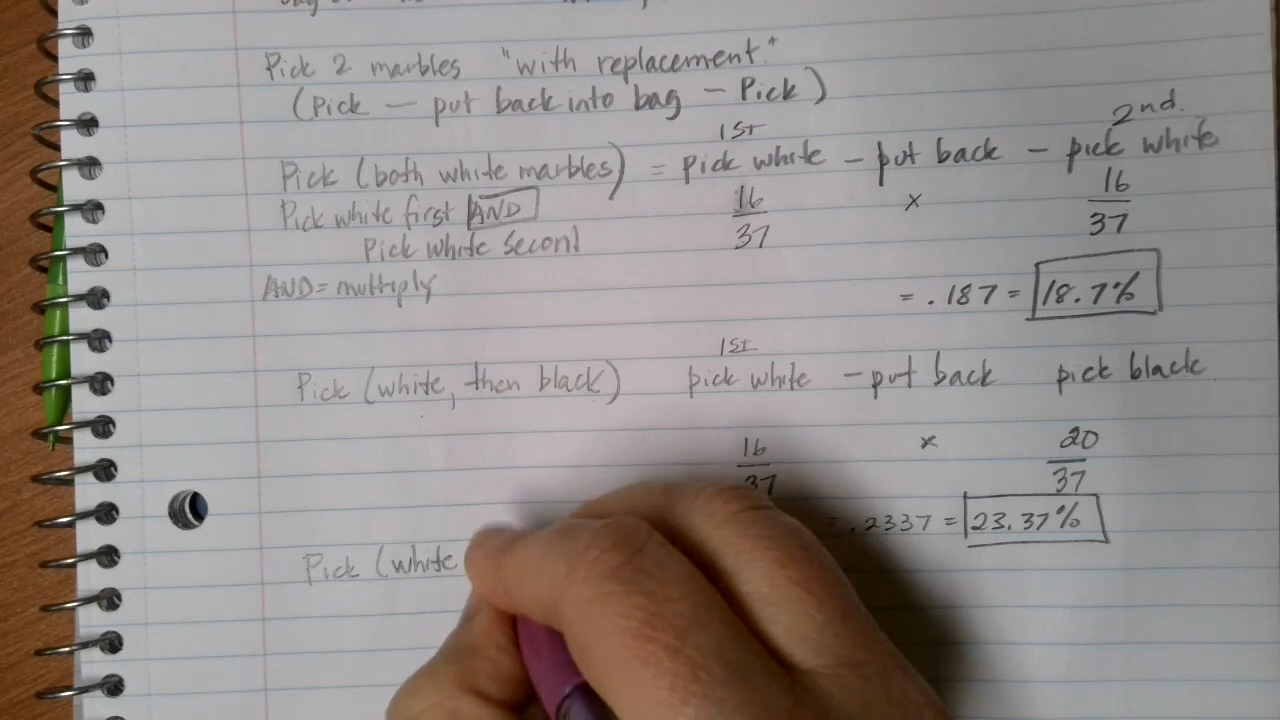 Pick 2 marbles "with replacement."
(Pick — put back into bag — Pick)
1ST 2nd.
Pick (both white marbles) = pick white — put back — pick white
Pick white first AND 16/37 x 16/37
Pick white second
AND = multiply = .187 = 18.7%
1ST
Pick (white, then black) pick white — put back pick black
16/37 x 20/37
= .2337 = 23.37%
Pick (white